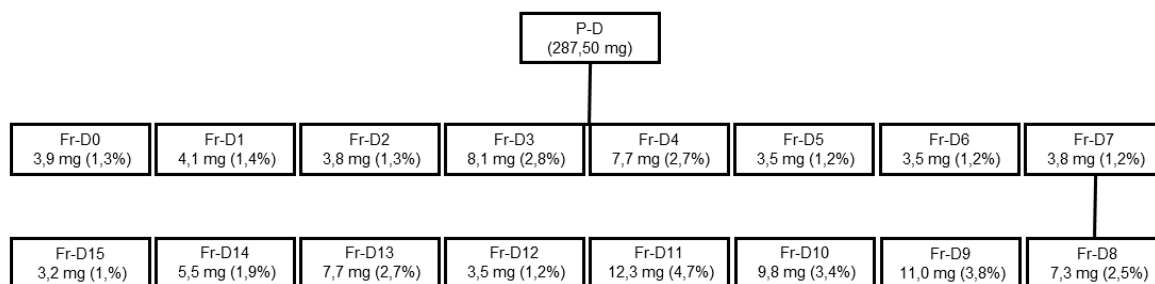 P-D
(287,50 mg)
Fr-D0
3,9 mg (1,3%)
Fr-D1
4,1 mg (1,4%)
Fr-D2
3,8 mg (1,3%)
Fr-D3
8,1 mg (2,8%)
Fr-D4
7,7 mg (2,7%)
Fr-D5
3,5 mg (1,2%)
Fr-D6
3,5 mg (1,2%)
Fr-D7
3,8 mg (1,2%)
Fr-D15
3,2 mg (1,%)
Fr-D14
5,5 mg (1,9%)
Fr-D13
7,7 mg (2,7%)
Fr-D12
3,5 mg (1,2%)
Fr-D11
12,3 mg (4,7%)
Fr-D10
9,8 mg (3,4%)
Fr-D9
11,0 mg (3,8%)
Fr-D8
7,3 mg (2,5%)